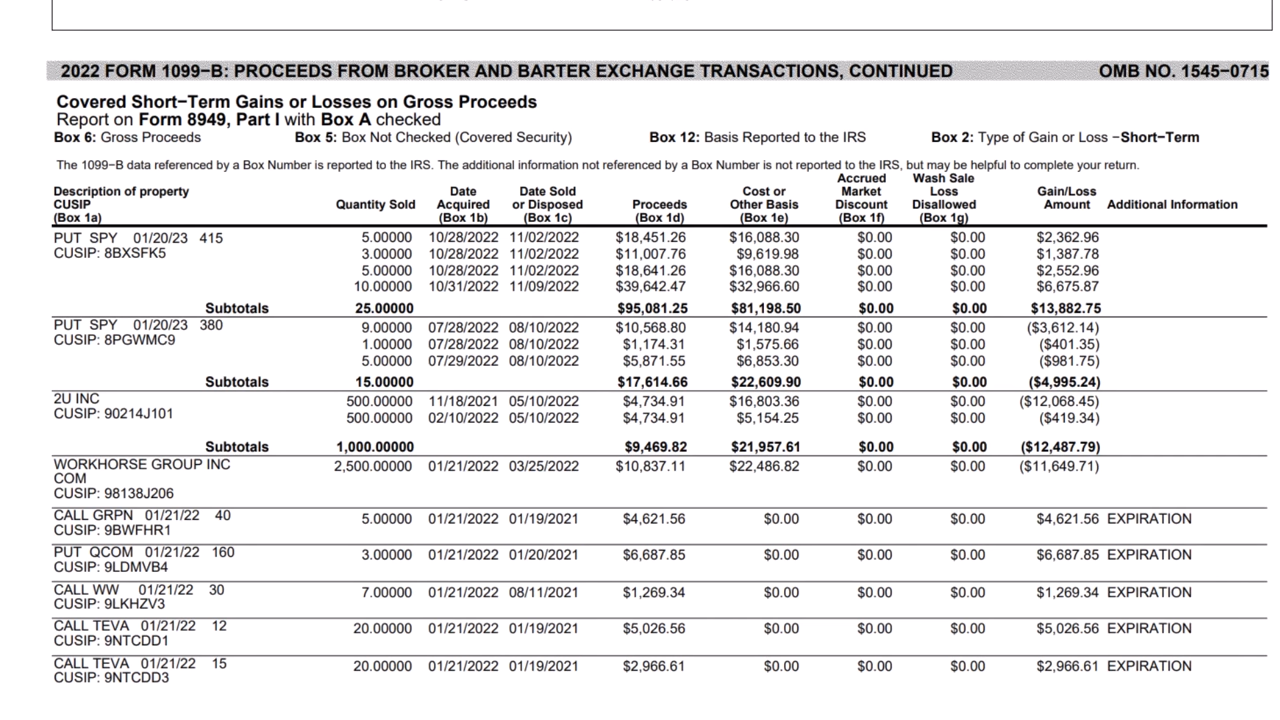 2022 FORM 1099−B: PROCEEDS FROM BROKER AND BARTER EXCHANGE TRANSACTIONS, CONTINUED OMB NO. 1545−0715
Covered Short−Term Gains or Losses on Gross Proceeds
Report on Form 8949, Part I with Box A checked
Box 6: Gross Proceeds Box 5: Box Not Checked (Covered Security) Box 12: Basis Reported to the IRS Box 2: Type of Gain or Loss −Short−Term
The 1099−B data referenced by a Box Number is reported to the IRS. The additional information not referenced by a Box Number is not reported to the IRS, but may be helpful to complete your return.
Accrued Wash Sale
Description of property Date Date Sold Cost or Market Loss Gain/Loss
CUSIP Quantity Sold Acquired or Disposed Proceeds Other Basis Discount Disallowed Amount Additional Information
(Box 1a) (Box 1b) (Box 1c) (Box 1d) (Box 1e) (Box 1f) (Box 1g)
PUT SPY 01/20/23 415 5.00000 10/28/2022 11/02/2022 $18,451.26 $16,088.30 $0.00 $0.00 $2,362.96
CUSIP: 8BXSFK5 3.00000 10/28/2022 11/02/2022 $11,007.76 $9,619.98 $0.00 $0.00 $1,387.78
5.00000 10/28/2022 11/02/2022 $18,641.26 $16,088.30 $0.00 $0.00 $2,552.96
10.00000 10/31/2022 11/09/2022 $39,642.47 $32,966.60 $0.00 $0.00 $6,675.87
Subtotals 25.00000 $95,081.25 $81,198.50 $0.00 $0.00 $13,882.75
PUT SPY 01/20/23 380 9.00000 07/28/2022 08/10/2022 $10,568.80 $14,180.94 $0.00 $0.00 ($3,612.14)
CUSIP: 8PGWMC9 1.00000 07/28/2022 08/10/2022 $1,174.31 $1,575.66 $0.00 $0.00 ($401.35)
5.00000 07/29/2022 08/10/2022 $5,871.55 $6,853.30 $0.00 $0.00 ($981.75)
Subtotals 15.00000 $17,614.66 $22,609.90 $0.00 $0.00 ($4,995.24)
2U INC 500.00000 11/18/2021 05/10/2022 $4,734.91 $16,803.36 $0.00 $0.00 ($12,068.45)
CUSIP: 90214J101 500.00000 02/10/2022 05/10/2022 $4,734.91 $5,154.25 $0.00 $0.00 ($419.34)
Subtotals 1,000.00000 $9,469.82 $21,957.61 $0.00 $0.00 ($12,487.79)
WORKHORSE GROUP INC 2,500.00000 01/21/2022 03/25/2022 $10,837.11 $22,486.82 $0.00 $0.00 ($11,649.71)
COM
CUSIP: 98138J206
CALL GRPN 01/21/22 40 5.00000 01/21/2022 01/19/2021 $4,621.56 $0.00 $0.00 $0.00 $4,621.56 EXPIRATION
CUSIP: 9BWFHR1
PUT QCOM 01/21/22 160 3.00000 01/21/2022 01/20/2021 $6,687.85 $0.00 $0.00 $0.00 $6,687.85 EXPIRATION
CUSIP: 9LDMVB4
CALL WW 01/21/22 30 7.00000 01/21/2022 08/11/2021 $1,269.34 $0.00 $0.00 $0.00 $1,269.34 EXPIRATION
CUSIP: 9LKHZV3
CALL TEVA 01/21/22 12 20.00000 01/21/2022 01/19/2021 $5,026.56 $0.00 $0.00 $0.00 $5,026.56 EXPIRATION
CUSIP: 9NTCDD1
CALL TEVA 01/21/22 15 20.00000 01/21/2022 01/19/2021 $2,966.61 $0.00 $0.00 $0.00 $2,966.61 EXPIRATION
CUSIP: 9NTCDD3